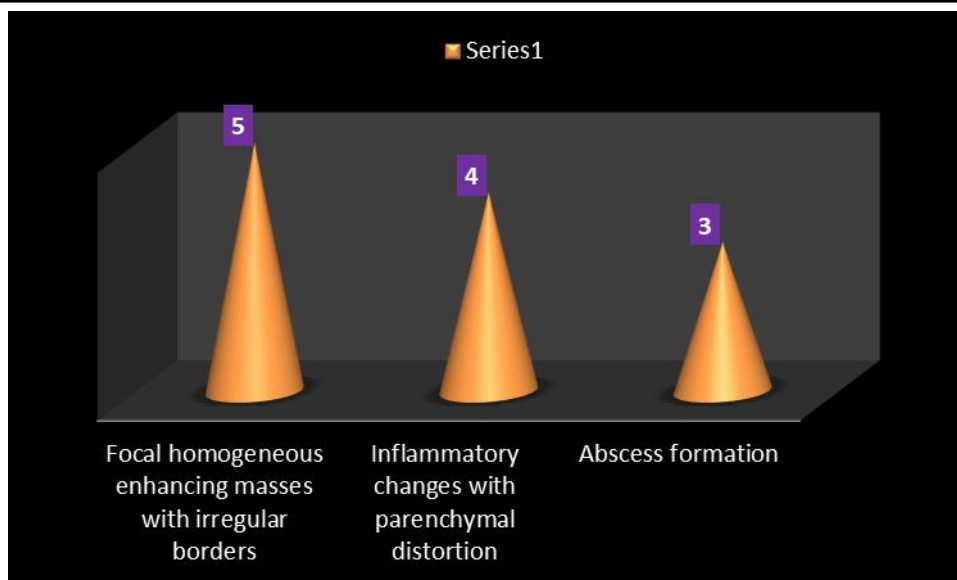 Series1
5
4
3
Focal homogeneous
enhancing masses
with irregular
borders
Inflammatory
changes with
parenchymal
distortion
Abscess formation